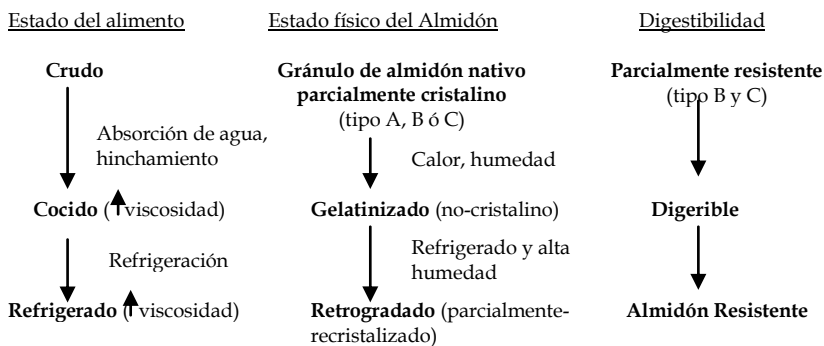 Estado del alimento
Estado físico del Almidón
Digestibilidad
Crudo
Gránulo de almidón nativo
parcialmente cristalino
(tipo A, B ó C)
Parcialmente resistente
(tipo B y C)
Absorción de agua,
hinchamiento
Calor, humedad
Cocido ( viscosidad)
Gelatinizado (no-cristalino)
Digerible
Refrigeración
Refrigerado y alta
humedad
Refrigerado ( viscosidad)
Retrogradado (parcialmente-
recristalizado)
Almidón Resistente